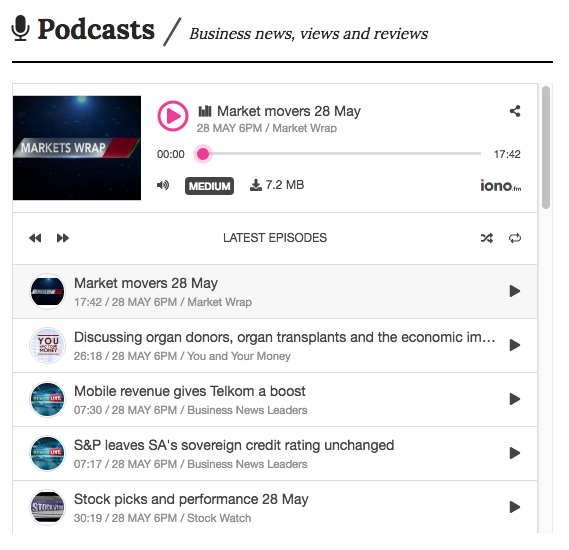 Podcasts / Business news, views and reviews
MARKETS WRAP
Market movers 28 May
28 MAY 6PM / Market Wrap
00:00 17:42
MEDIUM 7.2 MB iono.fm
LATEST EPISODES
Market movers 28 May
17:42 / 28 MAY 6PM / Market Wrap
YOU AND YOUR MONEY
Discussing organ donors, organ transplants and the economic im...
26:18 / 28 MAY 6PM / You and Your Money
Mobile revenue gives Telkom a boost
07:30 / 28 MAY 6PM / Business News Leaders
S&P leaves SA's sovereign credit rating unchanged
07:17 / 28 MAY 6PM / Business News Leaders
Stock picks and performance 28 May
30:19 / 28 MAY 6PM / Stock Watch